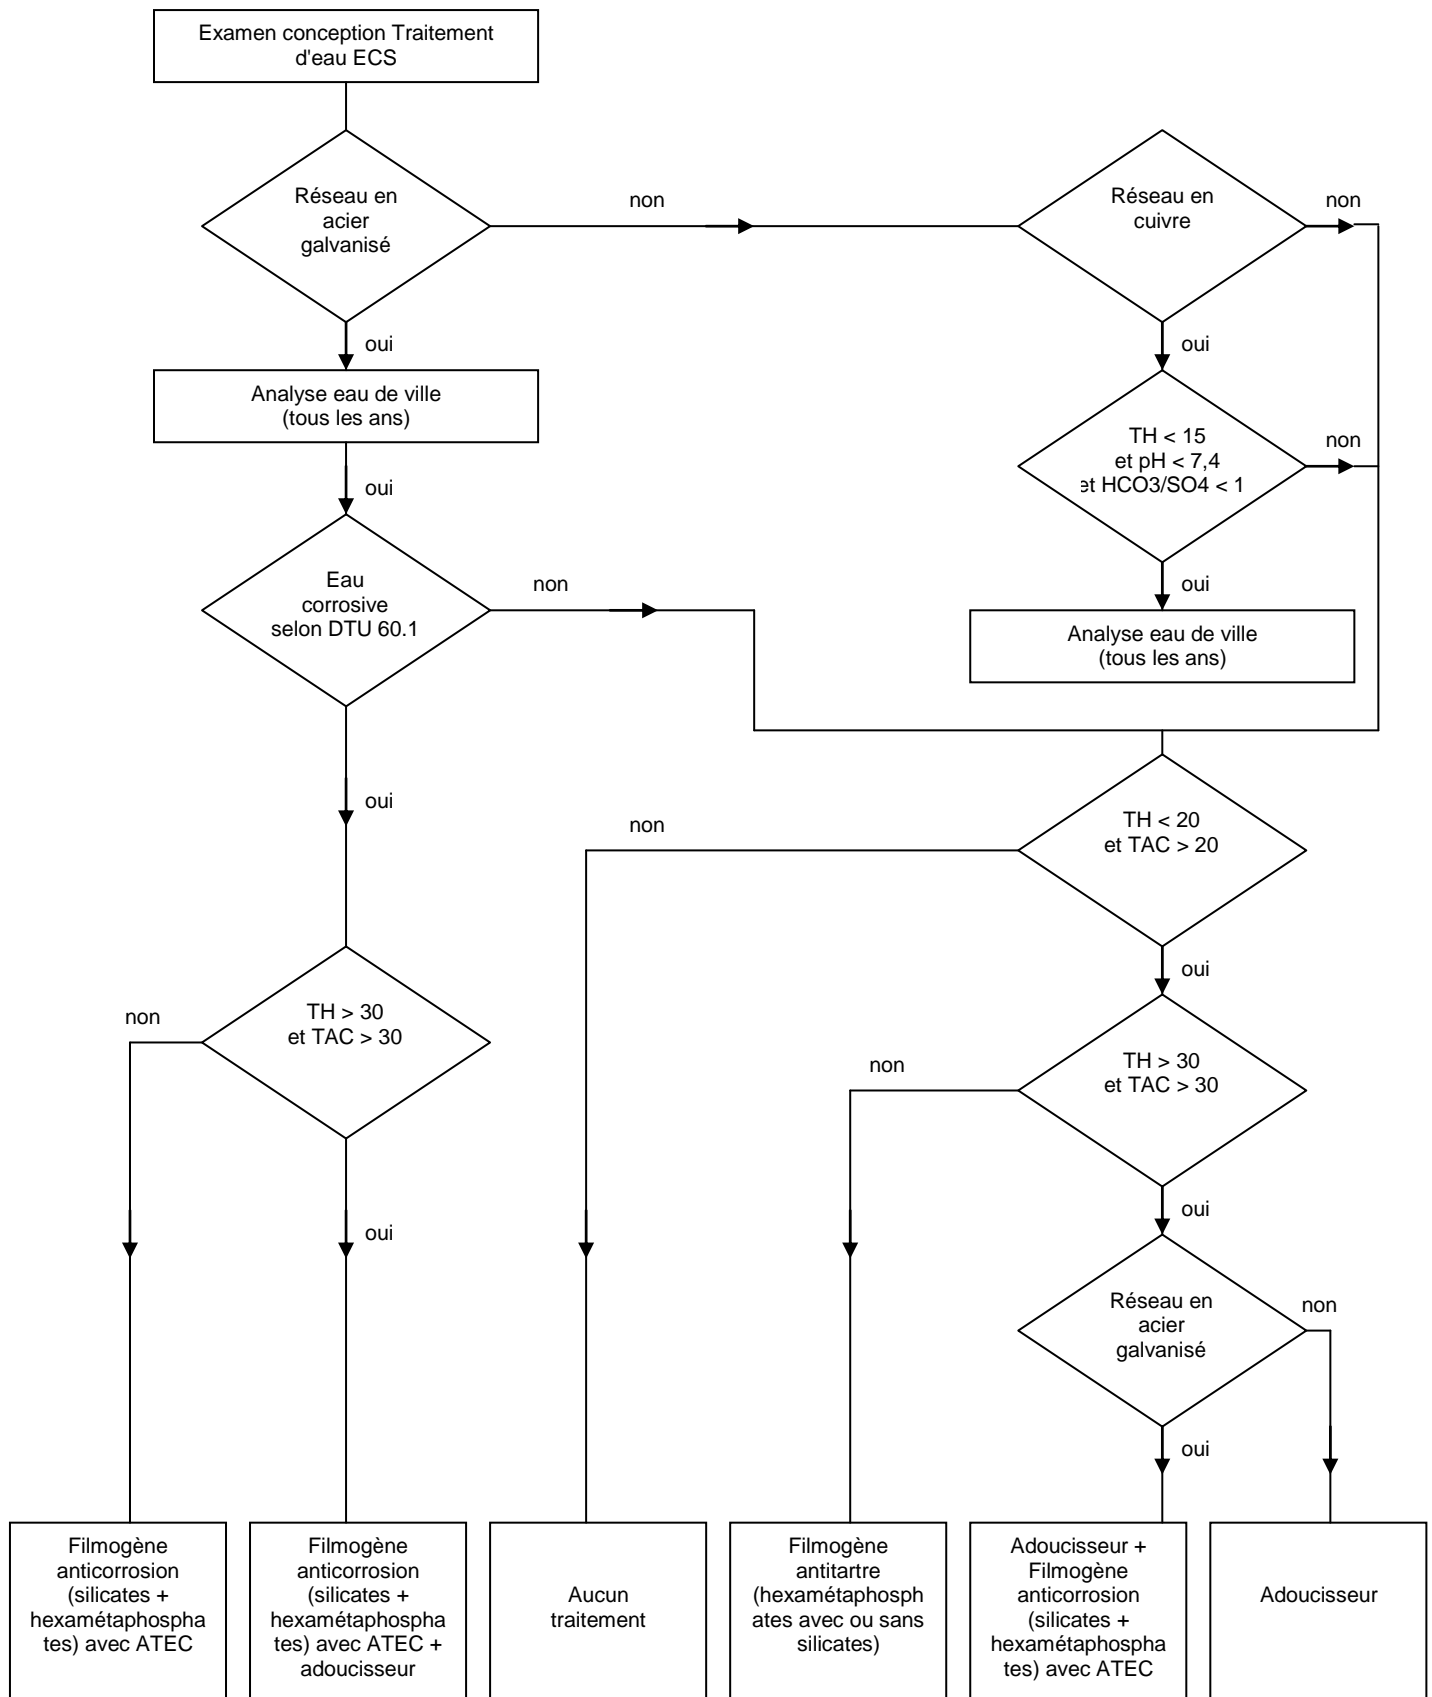 Examen conception Traitement
d'eau ECS
Réseau en
acier
galvanisé
non
Réseau en
cuivre
non
oui
oui
Analyse eau de ville
(tous les ans)
TH < 15
et pH < 7,4
et HCO3/SO4 < 1
non
oui
Eau
corrosive
selon DTU 60.1
non
oui
Analyse eau de ville
(tous les ans)
oui
TH < 20
et TAC > 20
non
oui
TH > 30
et TAC > 30
non
TH > 30
et TAC > 30
non
oui
oui
Réseau en
acier
galvanisé
non
oui
Filmogène
anticorrosion
(silicates +
hexamétaphospha
tes) avec ATEC
Filmogène
anticorrosion
(silicates +
hexamétaphospha
tes) avec ATEC +
adoucisseur
Aucun
traitement
Filmogène
antitartre
(hexamétaphosph
ates avec ou sans
silicates)
Adoucisseur +
Filmogène
anticorrosion
(silicates +
hexamétaphospha
tes) avec ATEC
Adoucisseur